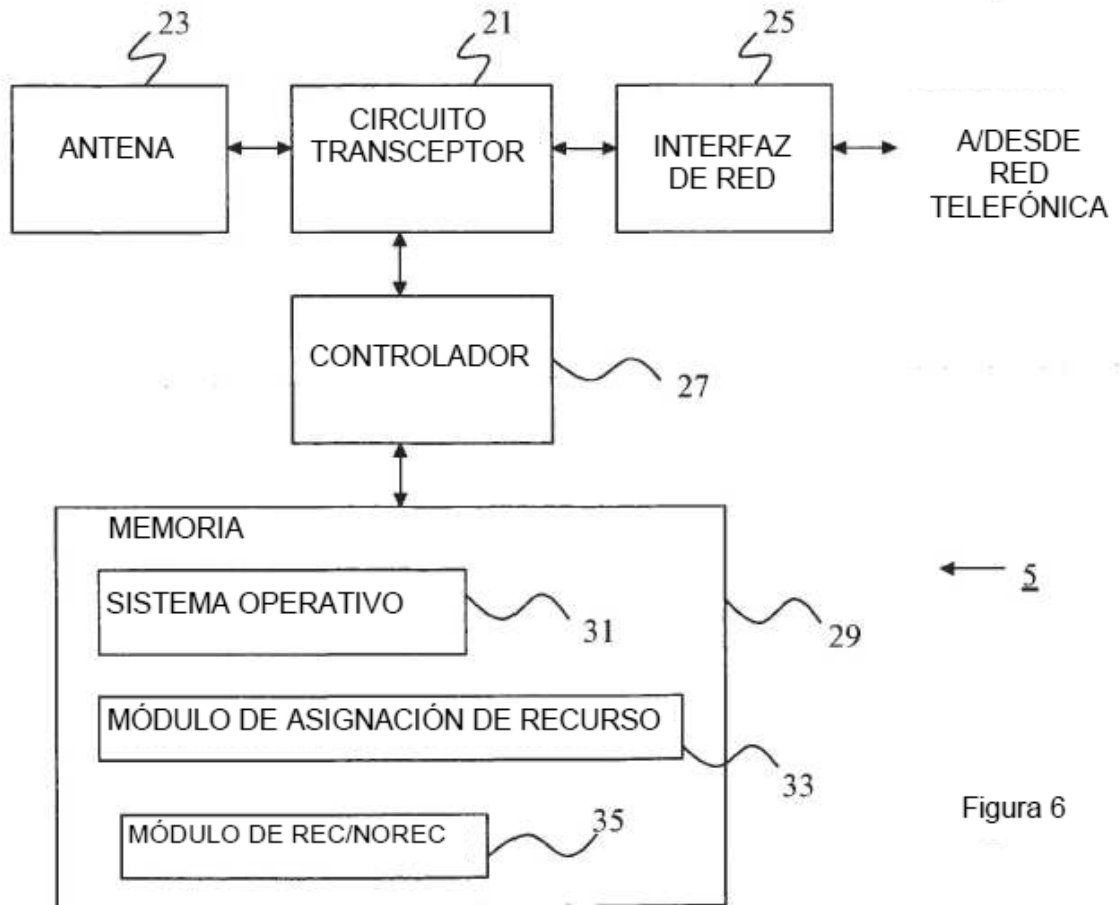 23
21
25
ANTENA
CIRCUITO
TRANSCEPTOR
INTERFAZ
DE RED
A/DESDE
RED
TELEFÓNICA
CONTROLADOR
27
MEMORIA
SISTEMA OPERATIVO
31
29
5
MÓDULO DE ASIGNACIÓN DE RECURSO
33
MÓDULO DE REC/NOREC
35
Figura 6